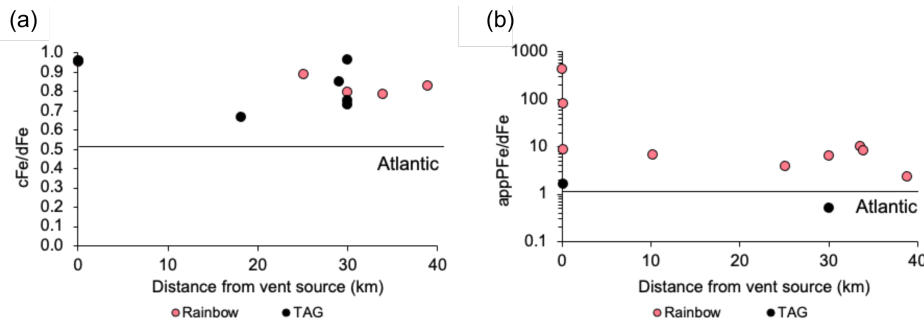 (a)
1.0
0.9
0.8
0.7
0.6
0.5
0.4
0.3
0.2
0.1
0.0
cFe/dFe
Atlantic
0 10 20 30 40
Distance from vent source (km)
Rainbow TAG
(b)
1000
100
10
1
0.1
appPFe/dFe
Atlantic
0 10 20 30 40
Distance from vent source (km)
Rainbow TAG